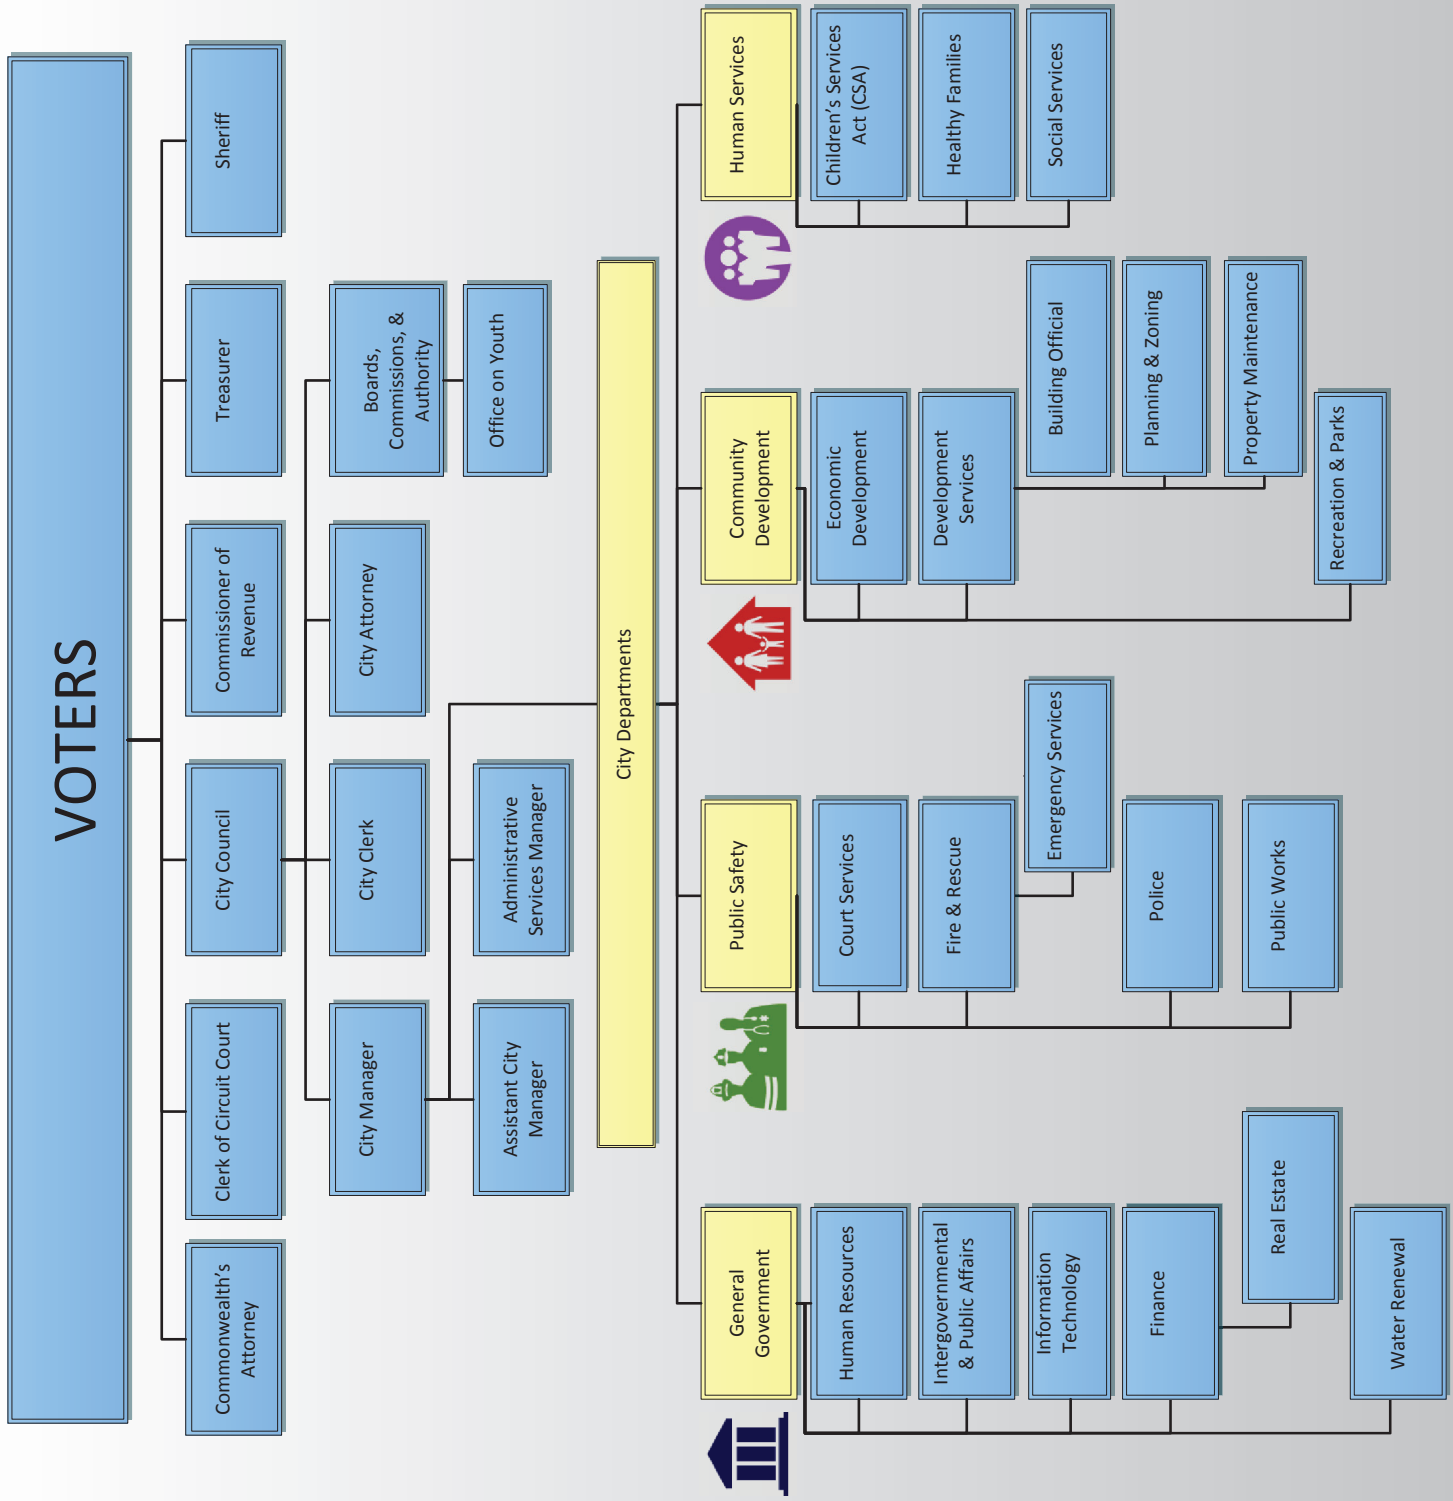 VOTERS
Commonwealth's
Attorney
Clerk of Circuit Court
City Council
Commissioner of
Revenue
Treasurer
Sheriff
City Manager
City Clerk
City Attorney
Boards,
Commissions, &
Authority
Assistant City
Manager
Administrative
Services Manager
Office on Youth
City Departments
General
Government
Human Resources
Intergovernmental
& Public Affairs
Information
Technology
Finance
Real Estate
Water Renewal
Public Safety
Court Services
Fire & Rescue
Emergency Services
Police
Public Works
Community
Development
Economic
Development
Development
Services
Building Official
Planning & Zoning
Property Maintenance
Recreation & Parks
Human Services
Children's Services
Act (CSA)
Healthy Families
Social Services